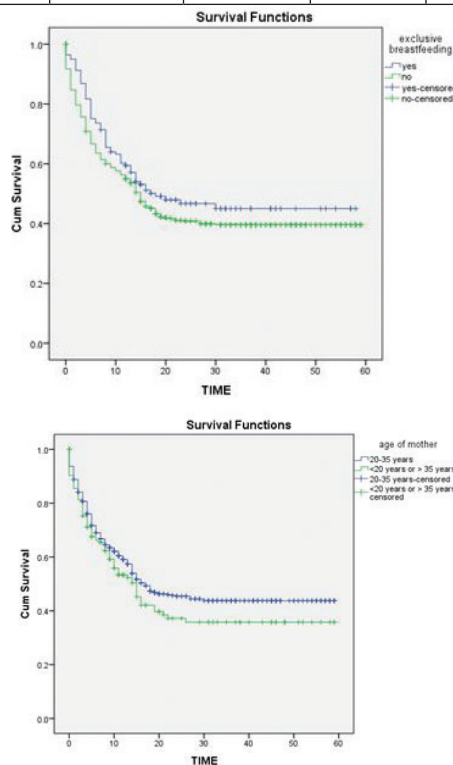 Survival Functions
exclusive
breastfeeding
yes
no
yes-censored
no-censored
Cum Survival
1.0
0.8
0.6
0.4
0.2
0.0
0 10 20 30 40 50 60
TIME
Survival Functions
age of mother
20-35 years
<20 years or > 35 years
20-35 years-censored
<20 years or > 35 years
censored
Cum Survival
1.0
0.8
0.6
0.4
0.2
0.0
0 10 20 30 40 50 60
TIME